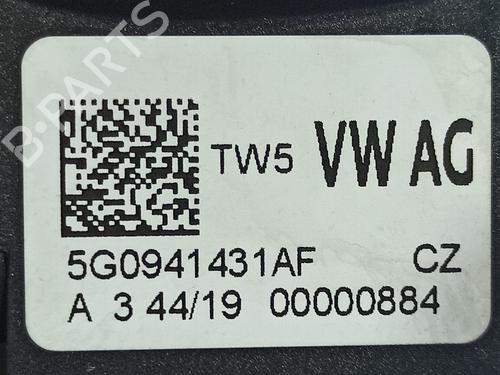 B-PARTS
TW5 VW AG
5G0941431AF CZ
A 3 44/19 00000884